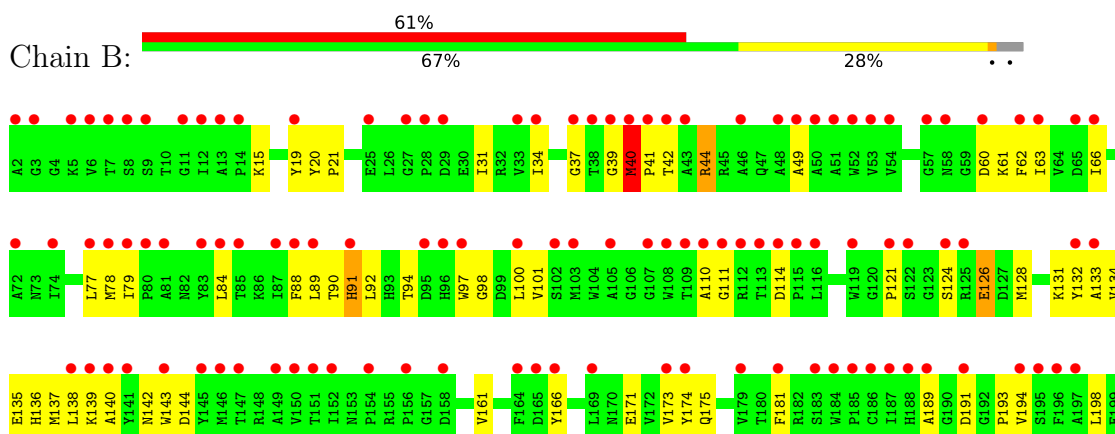 61%
Chain B:
67% 28%
A2 G3 G4 K5 V6 T7 S8 S9 T10 G11 I12 A13 P14 K15 Y19 Y20 P21 E25 L26 G27 P28 D29 E30 I31 R32 V33 I34 G37 T38 G39 M40 P41 T42 A43 R44 R45 A46 Q47 A48 A49 A50 A51 W52 V53 V54 G57 N58 G59 D60 K61 F62 I63 V64 D65 I66
A72 N73 I74 L77 M78 I79 P80 A81 N82 Y83 L84 T85 K86 I87 F88 L89 T90 H91 L92 H93 T94 D95 H96 W97 G98 D99 L100 V101 S102 M103 W104 A105 G106 G107 W108 T109 A110 G111 R112 T113 D114 P115 L116 W119 G120 P121 S122 G123 S124 R125 E126 D127 M128 K131 Y132 A133 V134
E135 H136 M137 L138 K139 A140 Y141 N142 W143 D144 Y145 M146 T147 R148 A149 V150 T151 I152 N153 P154 R155 P156 G157 D158 V161 F164 D165 Y166 L169 N170 E171 V172 V173 Y174 Q175 V179 T180 F181 R182 S183 W184 P185 C186 I187 H188 A189 G190 D191 G192 P193 V194 S195 F196 A197 L198